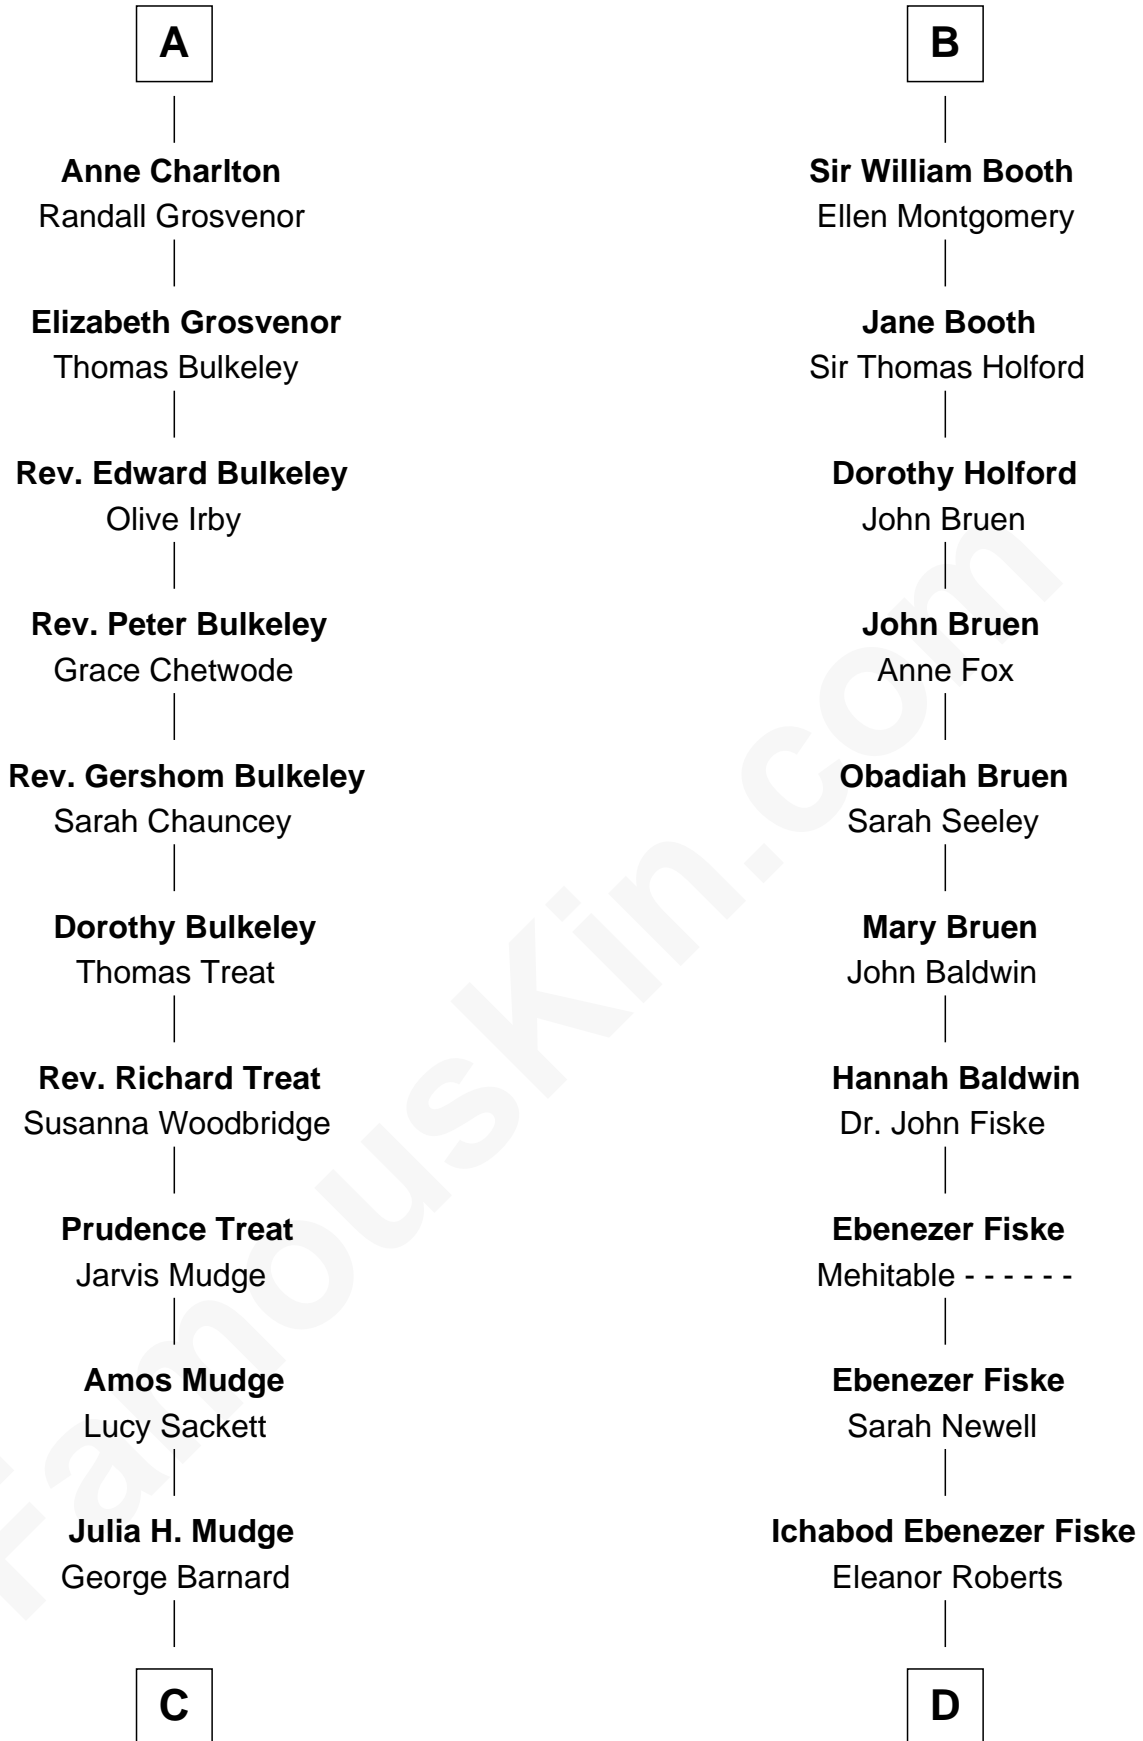 A
Anne Charlton
Randall Grosvenor
Elizabeth Grosvenor
Thomas Bulkeley
Rev. Edward Bulkeley
Olive Irby
Rev. Peter Bulkeley
Grace Chetwode
Rev. Gershom Bulkeley
Sarah Chauncey
Dorothy Bulkeley
Thomas Treat
Rev. Richard Treat
Susanna Woodbridge
Prudence Treat
Jarvis Mudge
Amos Mudge
Lucy Sackett
Julia H. Mudge
George Barnard
C
B
Sir William Booth
Ellen Montgomery
Jane Booth
Sir Thomas Holford
Dorothy Holford
John Bruen
John Bruen
Anne Fox
Obadiah Bruen
Sarah Seeley
Mary Bruen
John Baldwin
Hannah Baldwin
Dr. John Fiske
Ebenezer Fiske
Mehitable - - - - - -
Ebenezer Fiske
Sarah Newell
Ichabod Ebenezer Fiske
Eleanor Roberts
D
FamousKin.com